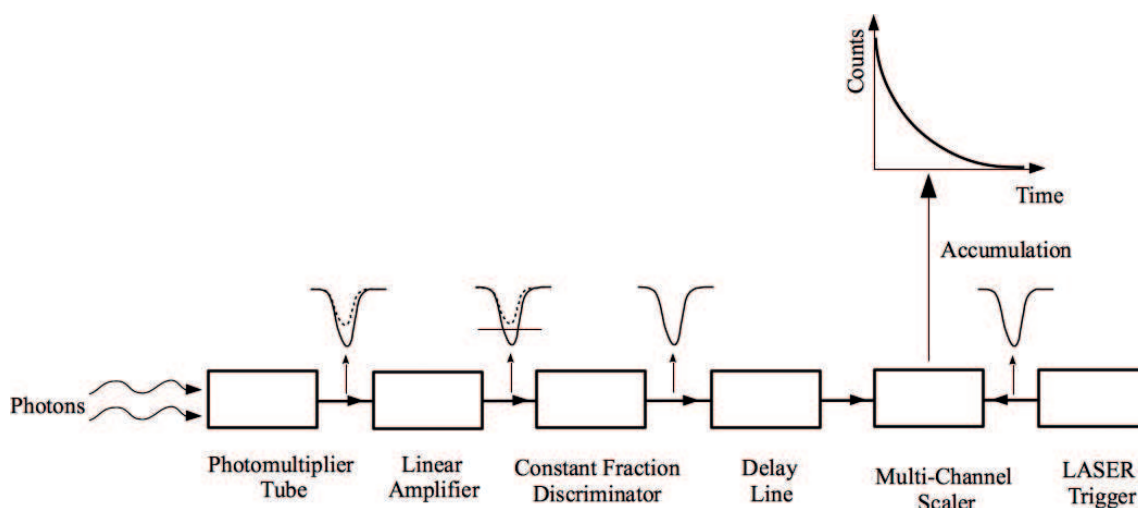 Counts
Time
Accumulation
Photons
Photomultiplier
Tube
Linear
Amplifier
Constant Fraction
Discriminator
Delay
Line
Multi-Channel
Scaler
LASER
Trigger